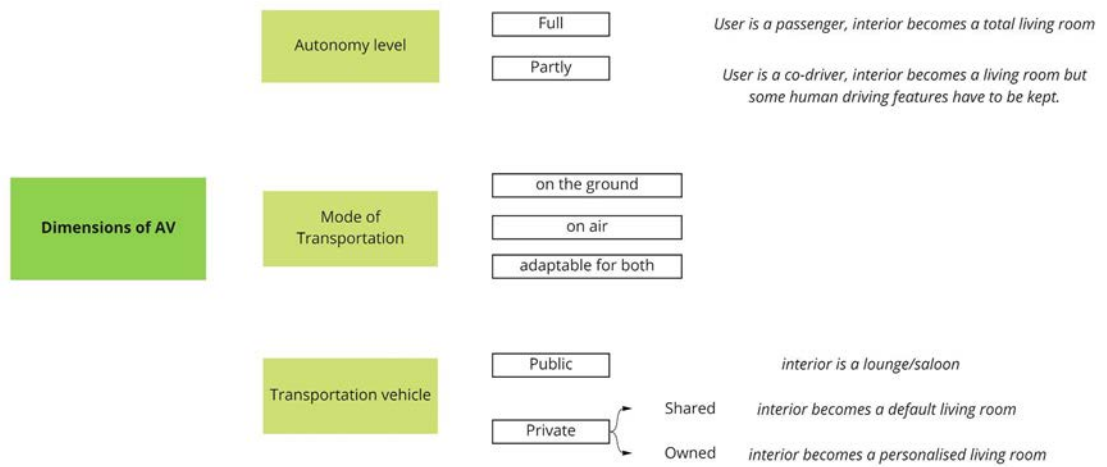 Autonomy level
Full
User is a passenger, interior becomes a total living room
Partly
User is a co-driver, interior becomes a living room but
some human driving features have to be kept.
Dimensions of AV
Mode of
Transportation
on the ground
on air
adaptable for both
Transportation vehicle
Public
interior is a lounge/saloon
Private
Shared
interior becomes a default living room
Owned
interior becomes a personalised living room